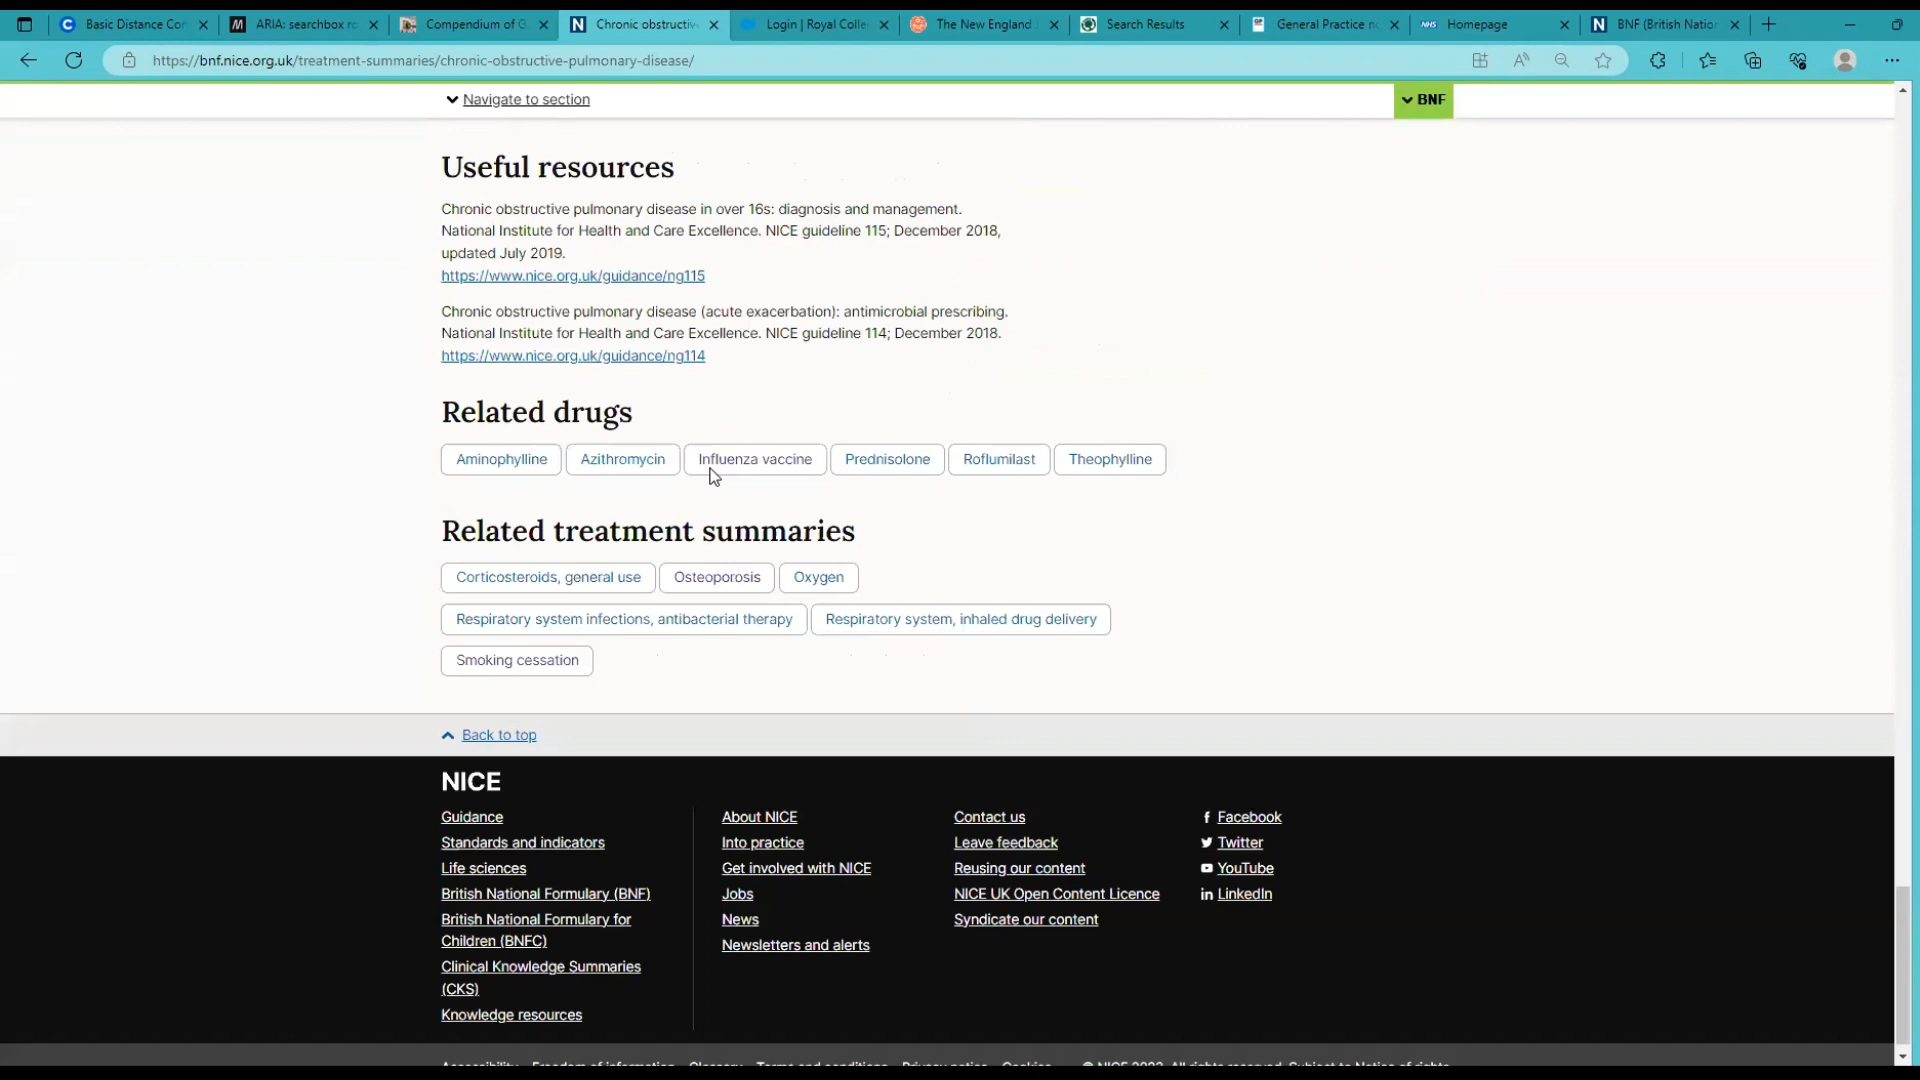 Basic Distance Con
ARIA: searchbox ro
Compendium of G
Chronic obstructive
Login | Royal Colle
The New England
Search Results
General Practice n
Homepage
BNF (British Nation
https://bnf.nice.org.uk/treatment-summaries/chronic-obstructive-pulmonary-disease/
Navigate to section
BNF
Useful resources
Chronic obstructive pulmonary disease in over 16s: diagnosis and management.
National Institute for Health and Care Excellence. NICE guideline 115; December 2018,
updated July 2019.
https://www.nice.org.uk/guidance/ng115
Chronic obstructive pulmonary disease (acute exacerbation): antimicrobial prescribing.
National Institute for Health and Care Excellence. NICE guideline 114; December 2018.
https://www.nice.org.uk/guidance/ng114
Related drugs
Aminophylline Azithromycin Influenza vaccine Prednisolone Roflumilast Theophylline
Related treatment summaries
Corticosteroids, general use Osteoporosis Oxygen
Respiratory system infections, antibacterial therapy Respiratory system, inhaled drug delivery
Smoking cessation
Back to top
NICE
Guidance
Standards and indicators
Life sciences
British National Formulary (BNF)
British National Formulary for
Children (BNFC)
Clinical Knowledge Summaries
(CKS)
Knowledge resources
About NICE
Into practice
Get involved with NICE
Jobs
News
Newsletters and alerts
Contact us
Leave feedback
Reusing our content
NICE UK Open Content Licence
Syndicate our content
Facebook
Twitter
YouTube
LinkedIn